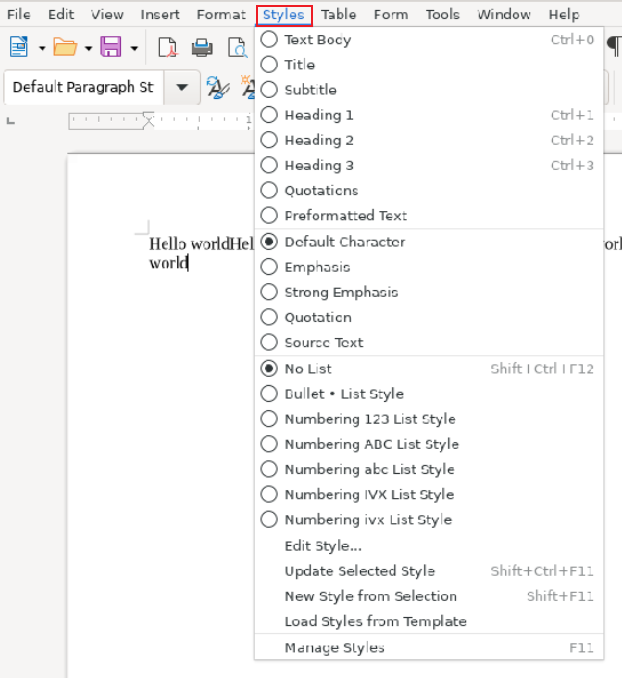 File Edit View Insert Format Styles Table Form Tools Window Help
Default Paragraph St
Text Body Ctrl+0
Title
Subtitle
Heading 1 Ctrl+1
Heading 2 Ctrl+2
Heading 3 Ctrl+3
Quotations
Preformatted Text
Default Character
Emphasis
Strong Emphasis
Quotation
Source Text
No List Shift+Ctrl+F12
Bullet • List Style
Numbering 123 List Style
Numbering ABC List Style
Numbering abc List Style
Numbering IVX List Style
Numbering ivx List Style
Edit Style...
Update Selected Style Shift+Ctrl+F11
New Style from Selection Shift+F11
Load Styles from Template
Manage Styles F11
Hello worldHel
world